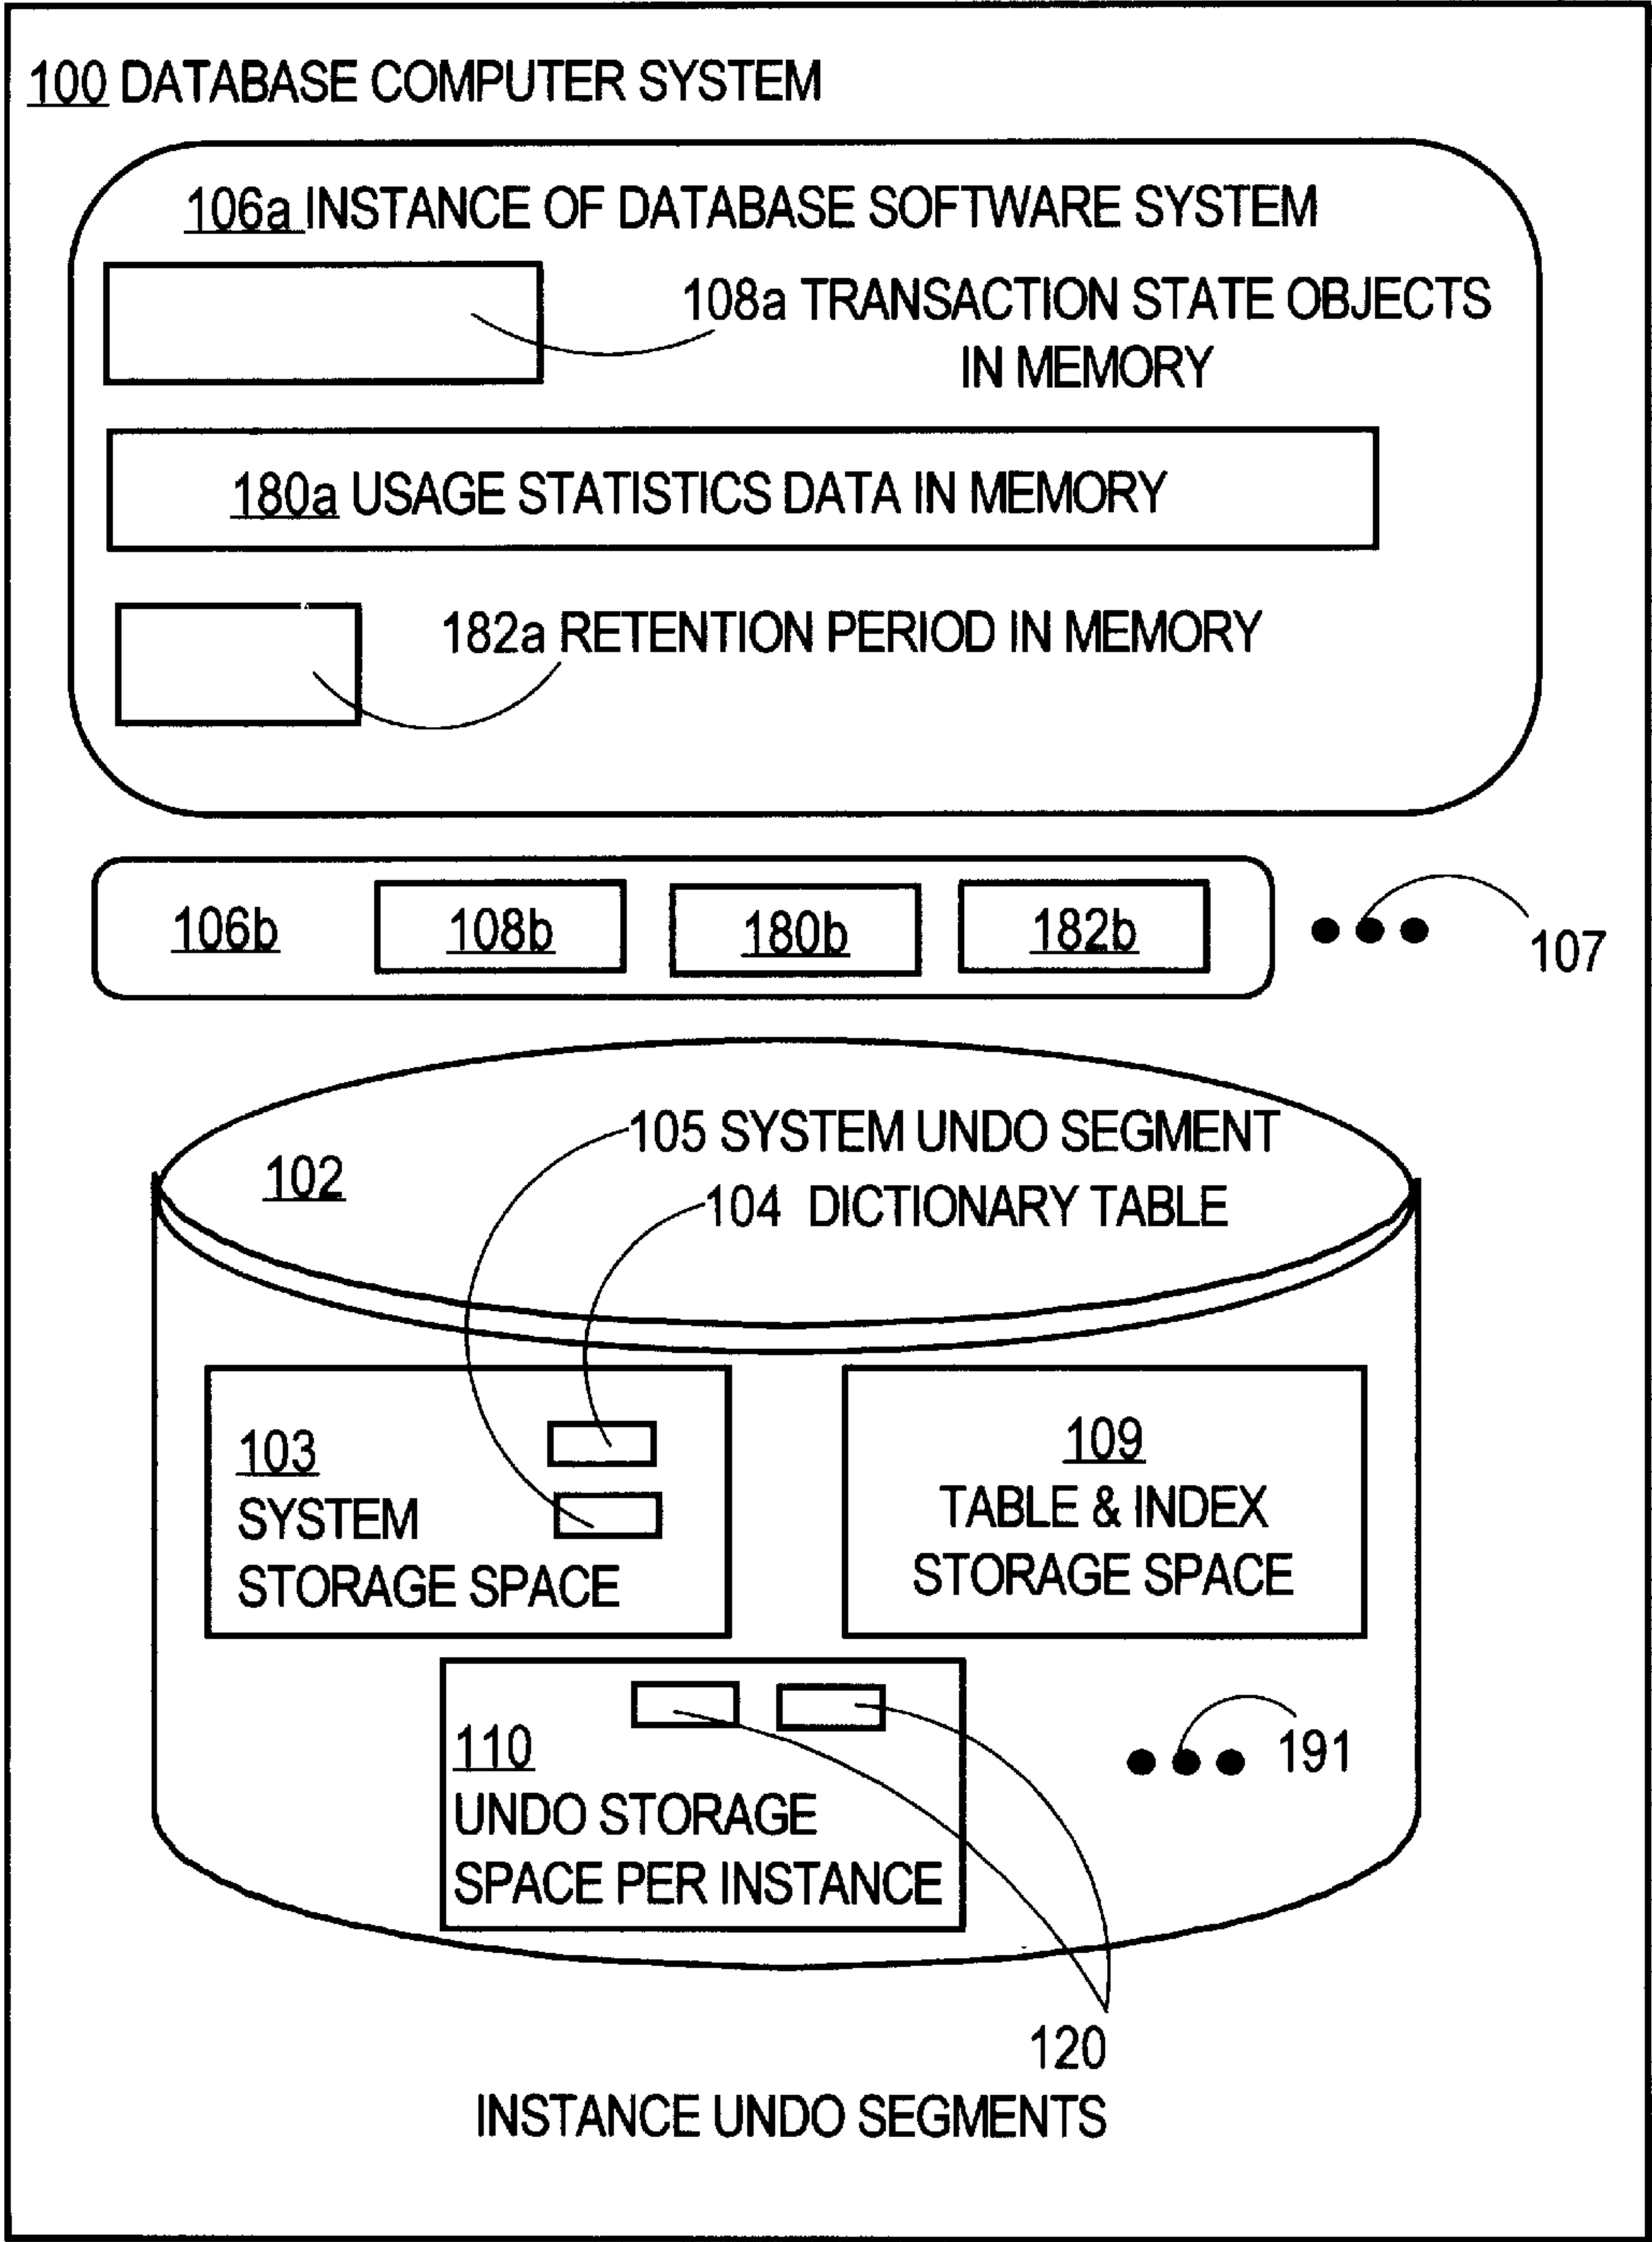 100 DATABASE COMPUTER SYSTEM
106a INSTANCE OF DATABASE SOFTWARE SYSTEM
108a TRANSACTION STATE OBJECTS
IN MEMORY
180a USAGE STATISTICS DATA IN MEMORY
182a RETENTION PERIOD IN MEMORY
106b 108b 180b 182b
107
105 SYSTEM UNDO SEGMENT
102
104 DICTIONARY TABLE
103
SYSTEM
STORAGE SPACE
109
TABLE & INDEX
STORAGE SPACE
110
UNDO STORAGE
SPACE PER INSTANCE
191
120
INSTANCE UNDO SEGMENTS